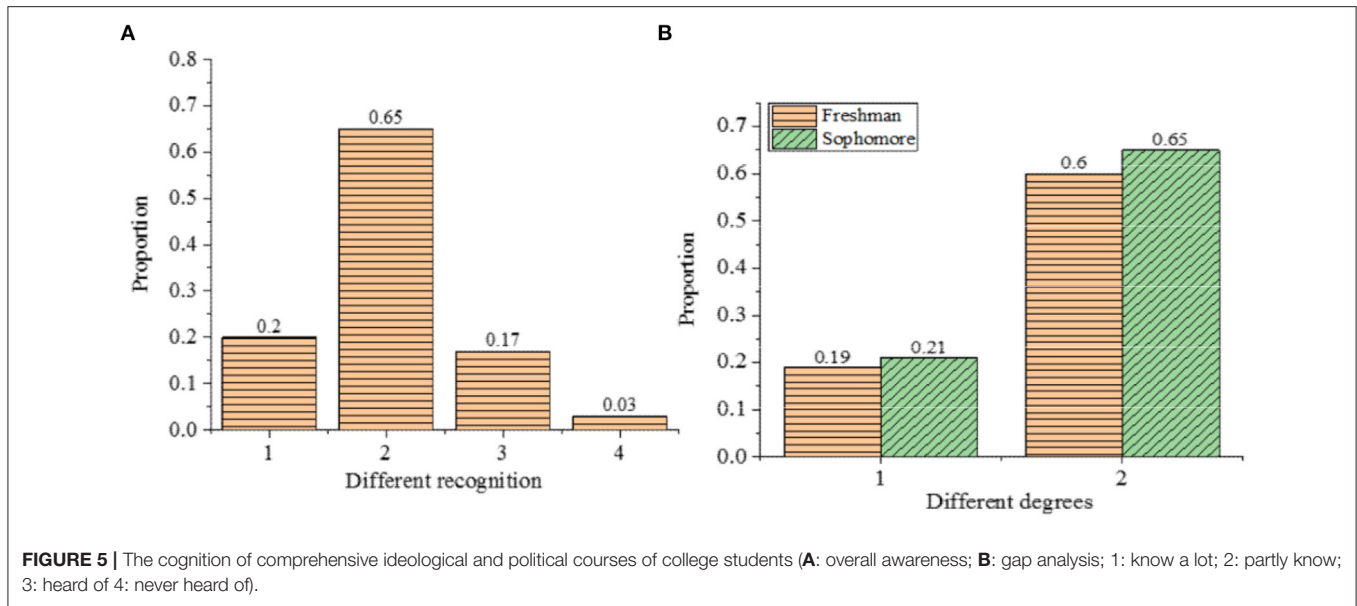 A
0.8
0.7
0.6
0.5
0.4
0.3
0.2
0.1
0.0
Proportion
0.2
0.65
0.17
0.03
1 2 3 4
Different recognition
B
Freshman
Sophomore
0.7
0.6
0.5
0.4
0.3
0.2
0.1
0.0
Proportion
0.19
0.21
0.6
0.65
1 2
Different degrees
FIGURE 5 | The cognition of comprehensive ideological and political courses of college students (A: overall awareness; B: gap analysis; 1: know a lot; 2: partly know;
3: heard of 4: never heard of).